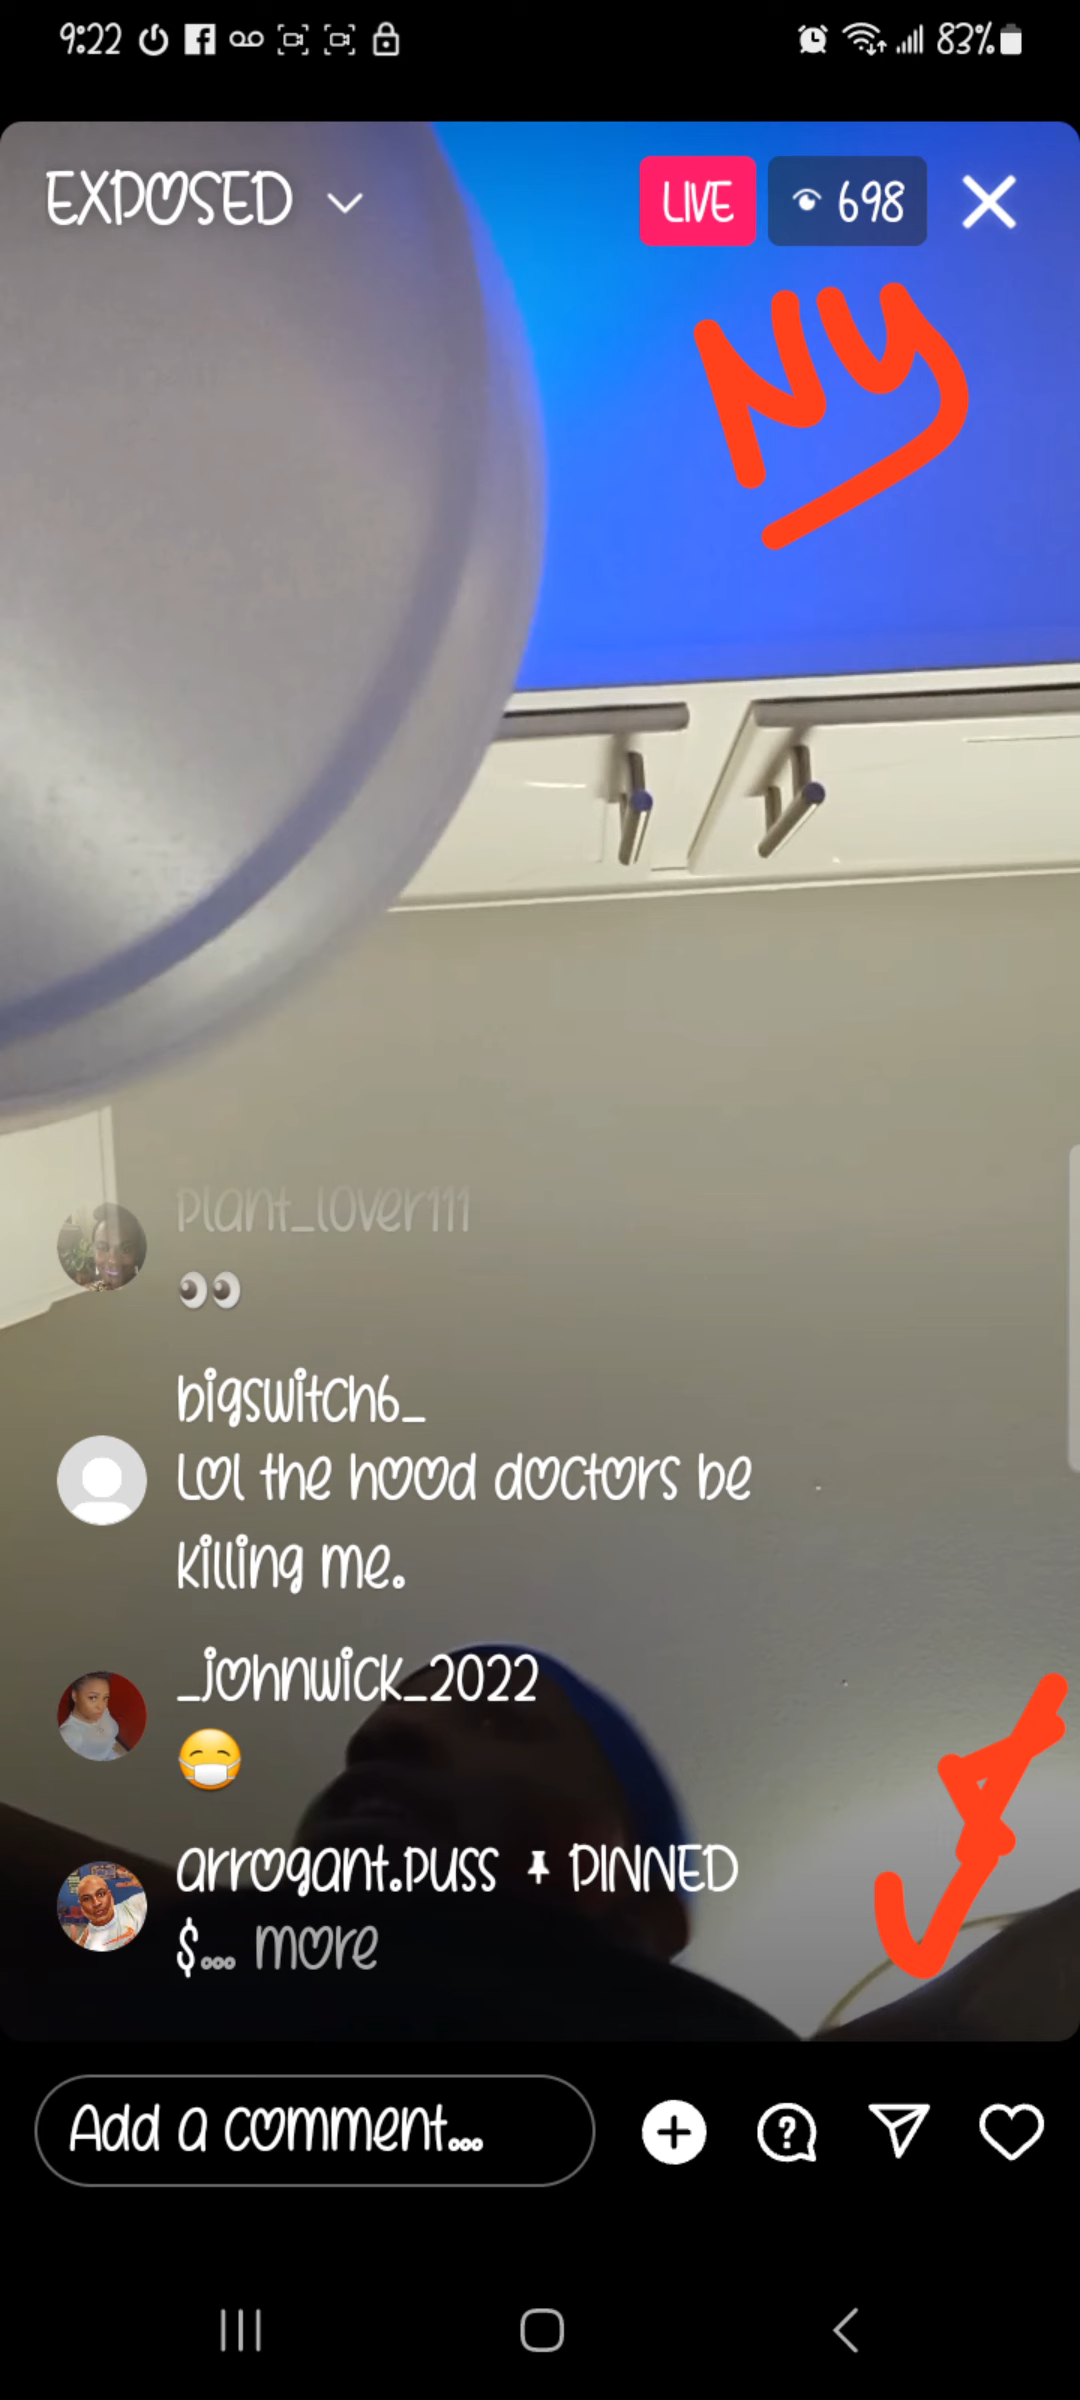 9:22
83%
EXPOSED
LIVE
698
NY
plant_lover111
👀
bigswitch6_
Lol the hood doctors be
killing me.
_johnwick_2022
😷
arrogant.puss PINNED
$... more
Add a comment...